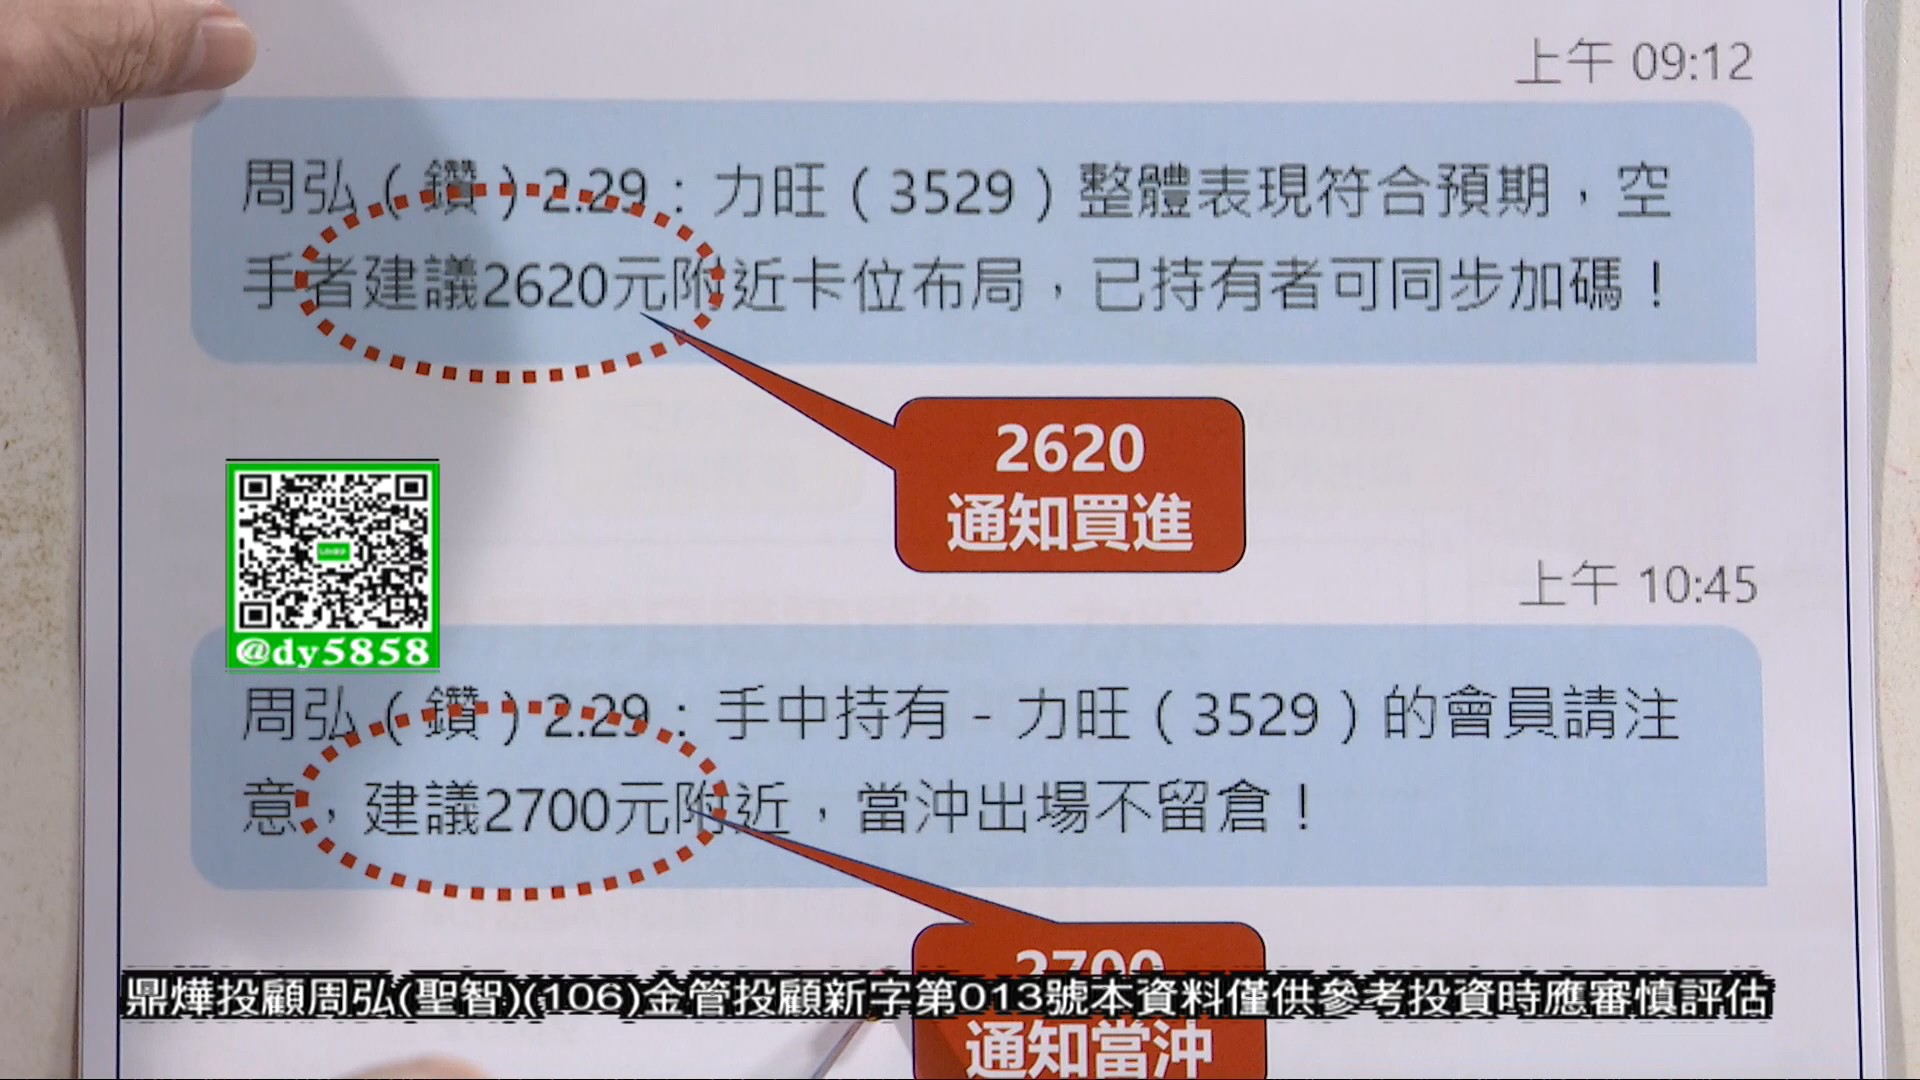 上午 09:12
周弘（鑽）2.29：力旺（3529）整體表現符合預期，空
手者建議2620元附近卡位布局，已持有者可同步加碼！
2620
通知買進
@dy5858
上午 10:45
周弘（鑽）2.29：手中持有－力旺（3529）的會員請注
意，建議2700元附近，當沖出場不留倉！
2700
通知當沖
鼎燁投顧周弘(聖智)(106)金管投顧新字第013號本資料僅供參考投資時應審慎評估